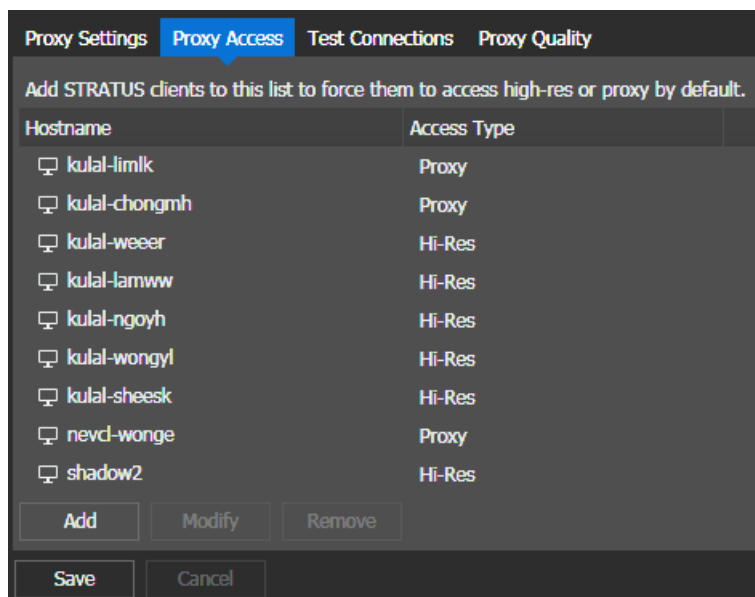 Proxy Settings Proxy Access Test Connections Proxy Quality
Add STRATUS clients to this list to force them to access high-res or proxy by default.
Hostname Access Type
kulal-limlk Proxy
kulal-chongmh Proxy
kulal-weeer Hi-Res
kulal-lamww Hi-Res
kulal-ngoyh Hi-Res
kulal-wongyl Hi-Res
kulal-sheesk Hi-Res
nevcl-wonge Proxy
shadow2 Hi-Res
Add Modify Remove
Save Cancel